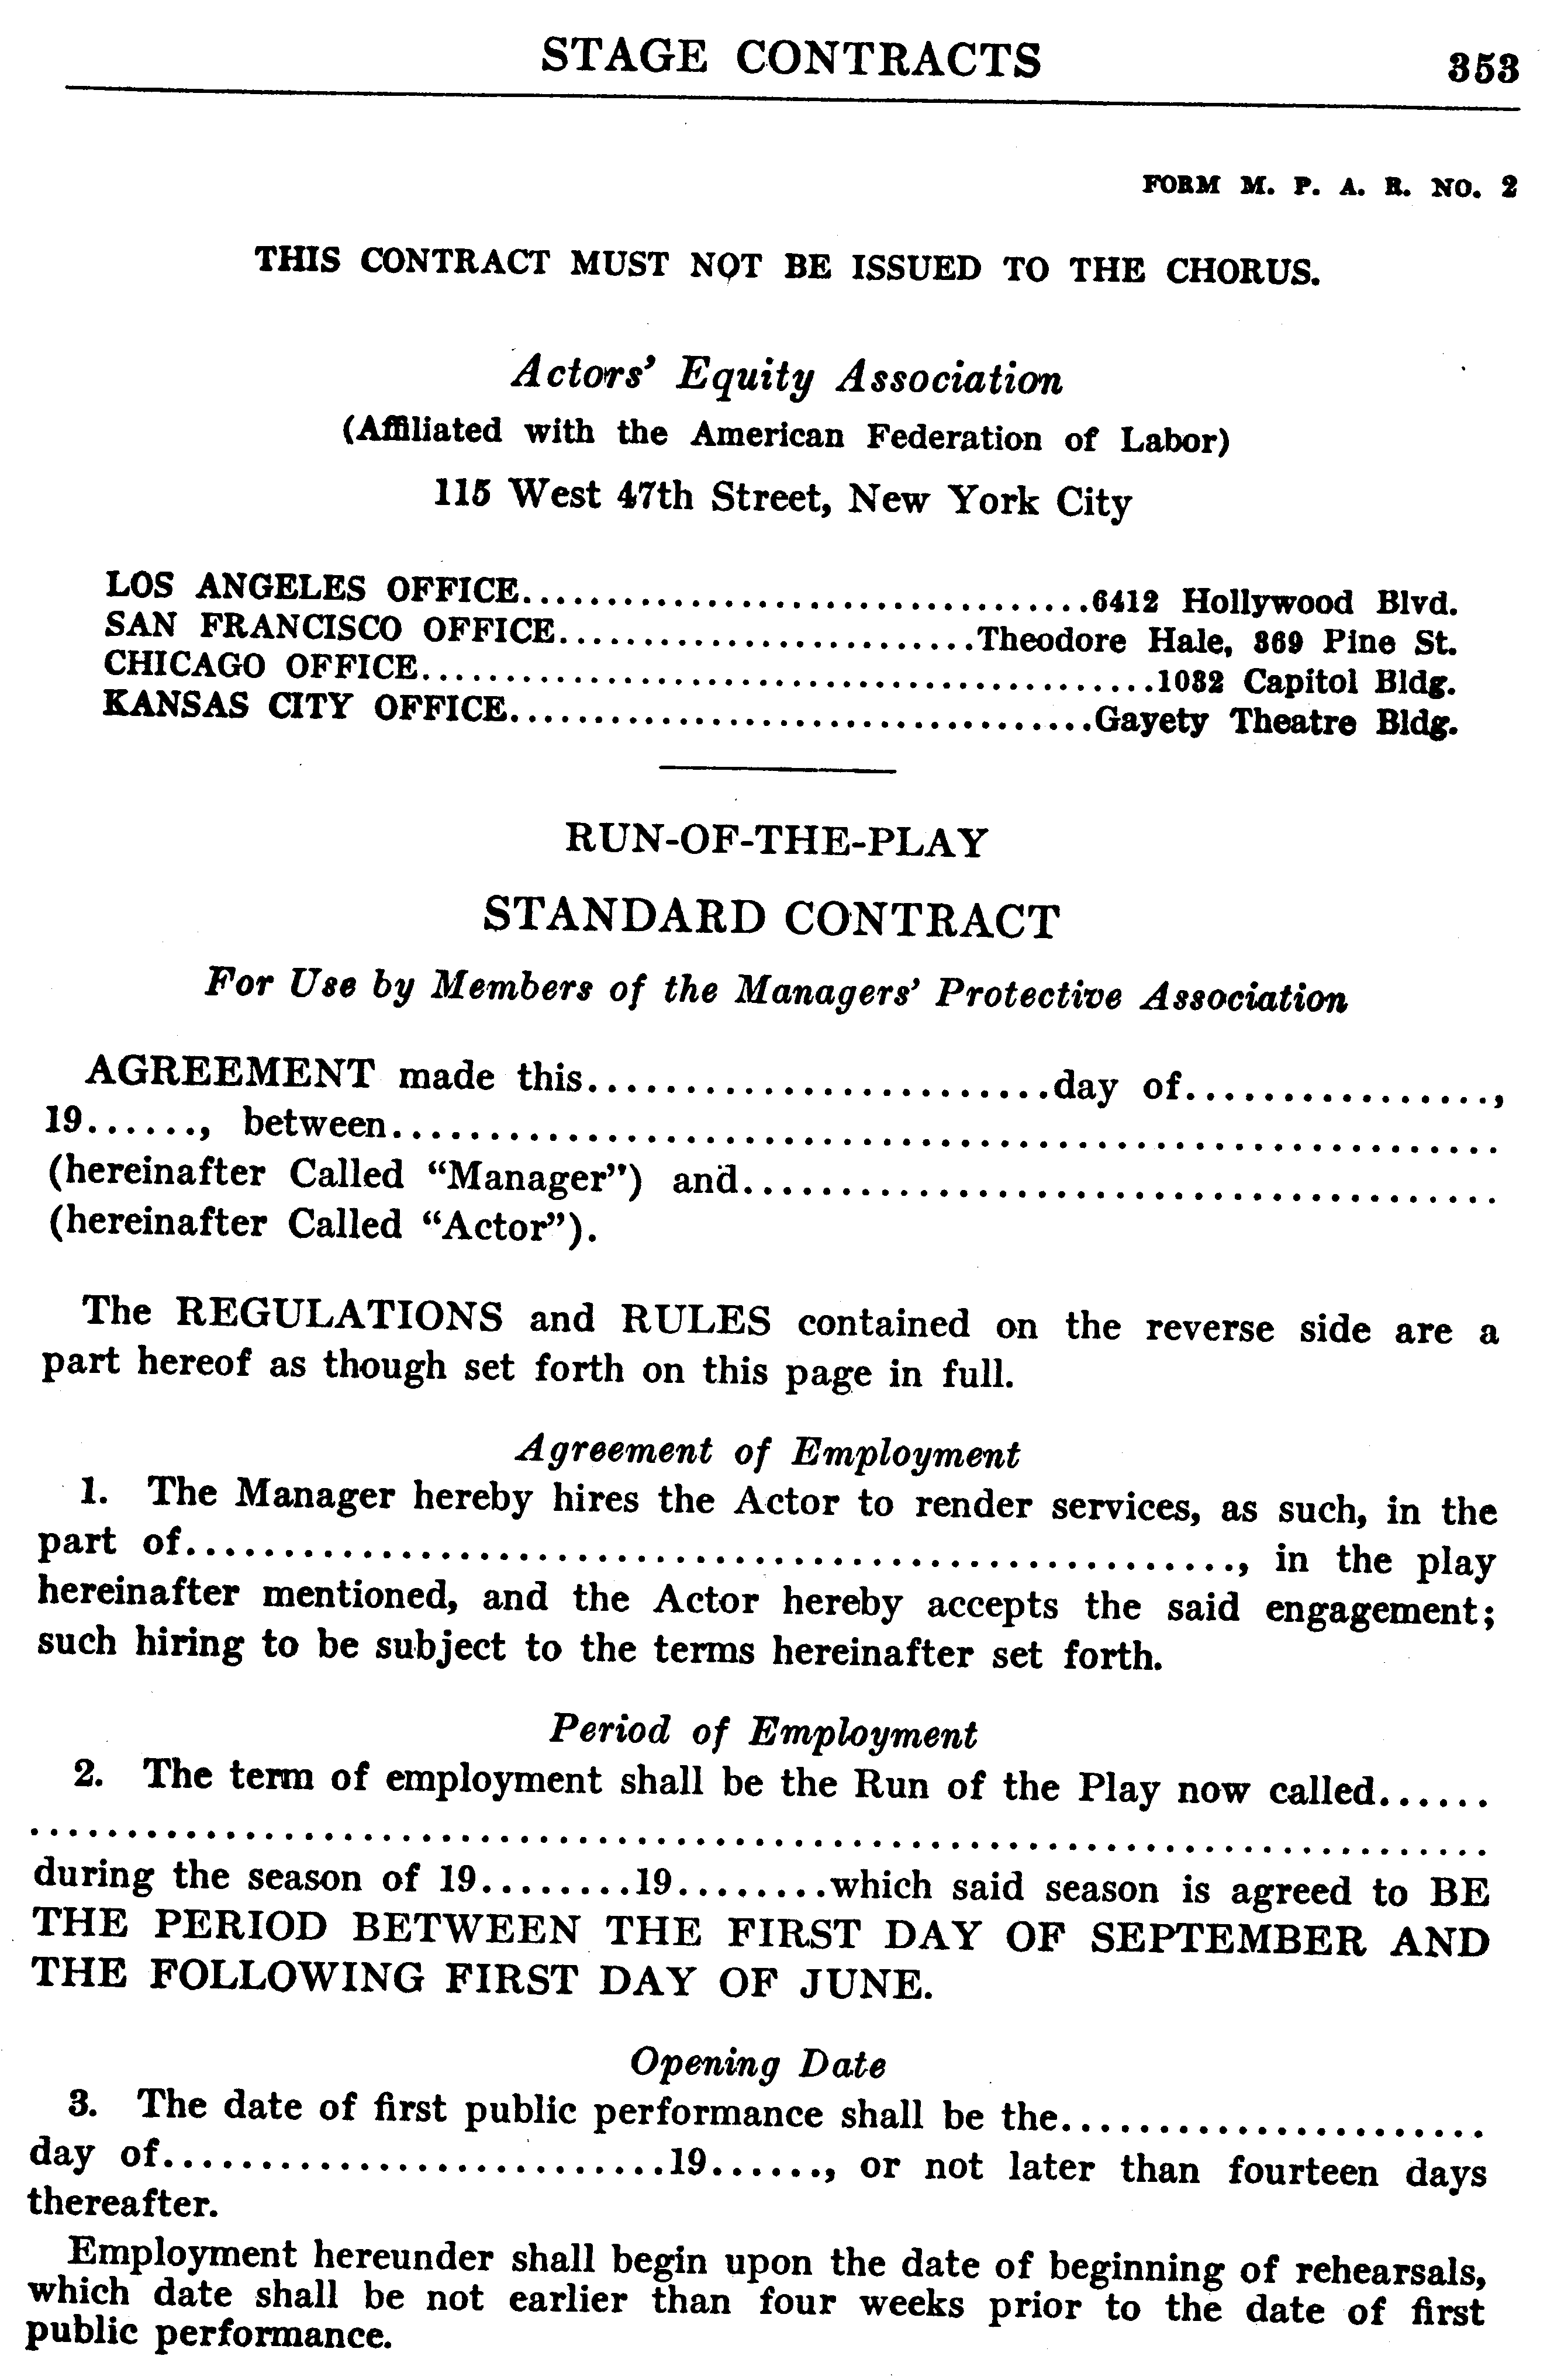 STAGE CONTRACTS 353
FORM M. P. A. R. NO. 2
THIS CONTRACT MUST NOT BE ISSUED TO THE CHORUS.
Actors' Equity Association
(Affiliated with the American Federation of Labor)
115 West 47th Street, New York City
LOS ANGELES OFFICE..................................6412 Hollywood Blvd.
SAN FRANCISCO OFFICE.........................Theodore Hale, 869 Pine St.
CHICAGO OFFICE............................................1032 Capitol Bldg.
KANSAS CITY OFFICE...................................Gayety Theatre Bldg.
RUN-OF-THE-PLAY
STANDARD CONTRACT
For Use by Members of the Managers' Protective Association
AGREEMENT made this........................day of................,
19......, between.........................................................
(hereinafter Called “Manager”) and.......................................
(hereinafter Called “Actor”).
The REGULATIONS and RULES contained on the reverse side are a
part hereof as though set forth on this page in full.
Agreement of Employment
1. The Manager hereby hires the Actor to render services, as such, in the
part of......................................................, in the play
hereinafter mentioned, and the Actor hereby accepts the said engagement;
such hiring to be subject to the terms hereinafter set forth.
Period of Employment
2. The term of employment shall be the Run of the Play now called......
...........................................................................
during the season of 19........19........which said season is agreed to BE
THE PERIOD BETWEEN THE FIRST DAY OF SEPTEMBER AND
THE FOLLOWING FIRST DAY OF JUNE.
Opening Date
3. The date of first public performance shall be the......................
day of..........................19......, or not later than fourteen days
thereafter.
Employment hereunder shall begin upon the date of beginning of rehearsals,
which date shall be not earlier than four weeks prior to the date of first
public performance.